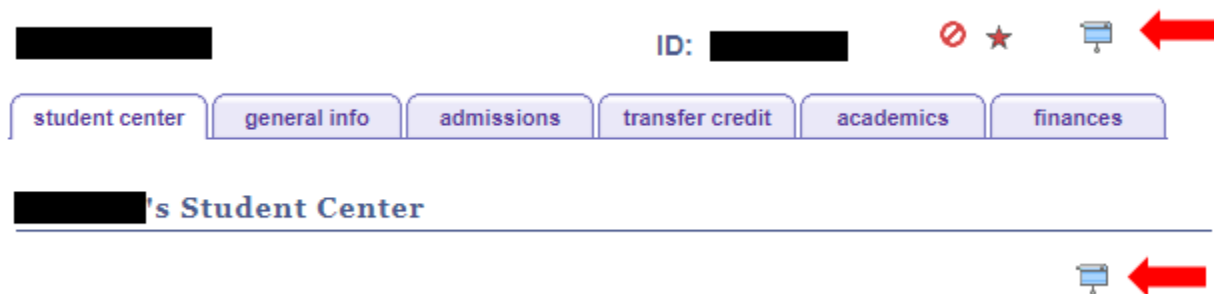 ID:
student center general info admissions transfer credit academics finances
's Student Center